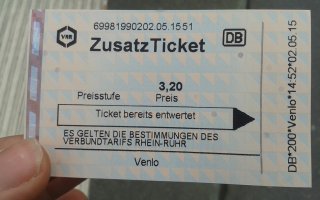 69981990202.05.1551
VRR
ZusatzTicket
DB
3,20
Preisstufe Preis
Ticket bereits entwertet
ES GELTEN DIE BESTIMMUNGEN DES
VERBUNDTARIFS RHEIN-RUHR
Venlo
DB*200*Venlo*14:52*02.05.15